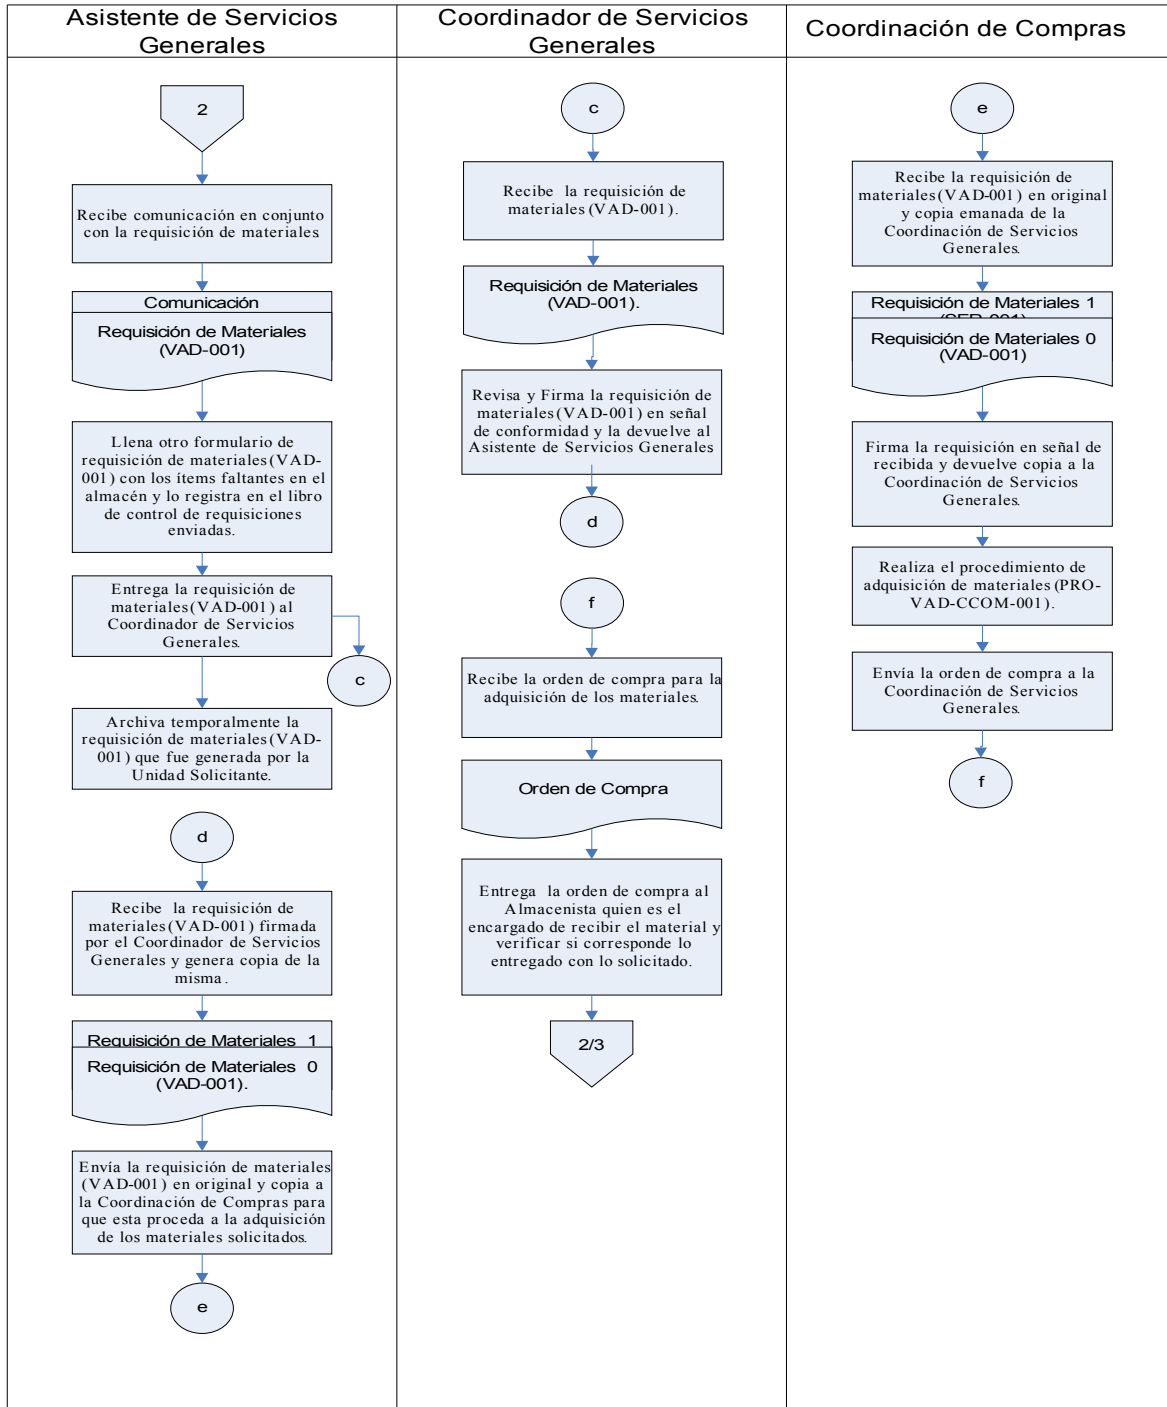 Asistente de Servicios
Generales
2
Recibe comunicación en conjunto
con la requisición de materiales.
Comunicación
Requisición de Materiales
(VAD-001)
Llena otro formulario de
requisición de materiales (VAD-
001) con los ítems faltantes en el
almacén y lo registra en el libro
de control de requisiciones
enviadas.
Entrega la requisición de
materiales (VAD-001) al
Coordinador de Servicios
Generales.
c
Archiva temporalmente la
requisición de materiales (VAD-
001) que fue generada por la
Unidad Solicitante.
d
Recibe la requisición de
materiales (VAD-001) firmada
por el Coordinador de Servicios
Generales y genera copia de la
misma.
Requisición de Materiales 1
Requisición de Materiales 0
(VAD-001).
Envía la requisición de materiales
(VAD-001) en original y copia a
la Coordinación de Compras para
que esta proceda a la adquisición
de los materiales solicitados.
e
Coordinador de Servicios
Generales
c
Recibe la requisición de
materiales (VAD-001).
Requisición de Materiales
(VAD-001).
Revisa y Firma la requisición de
materiales (VAD-001) en señal
de conformidad y la devuelve al
Asistente de Servicios Generales
d
f
Recibe la orden de compra para la
adquisición de los materiales.
Orden de Compra
Entrega la orden de compra al
Almacenista quien es el
encargado de recibir el material y
verificar si corresponde lo
entregado con lo solicitado.
2/3
Coordinación de Compras
e
Recibe la requisición de
materiales (VAD-001) en original
y copia emanada de la
Coordinación de Servicios
Generales.
Requisición de Materiales 1
Requisición de Materiales 0
(VAD-001)
Firma la requisición en señal de
recibida y devuelve copia a la
Coordinación de Servicios
Generales.
Realiza el procedimiento de
adquisición de materiales (PRO-
VAD-CCOM-001).
Envía la orden de compra a la
Coordinación de Servicios
Generales.
f